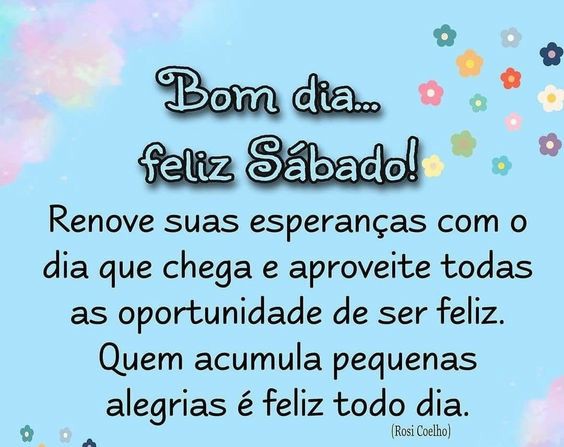 Bom dia...
feliz Sábado!
Renove suas esperanças com o
dia que chega e aproveite todas
as oportunidade de ser feliz.
Quem acumula pequenas
alegrias é feliz todo dia.
(Rosi Coelho)